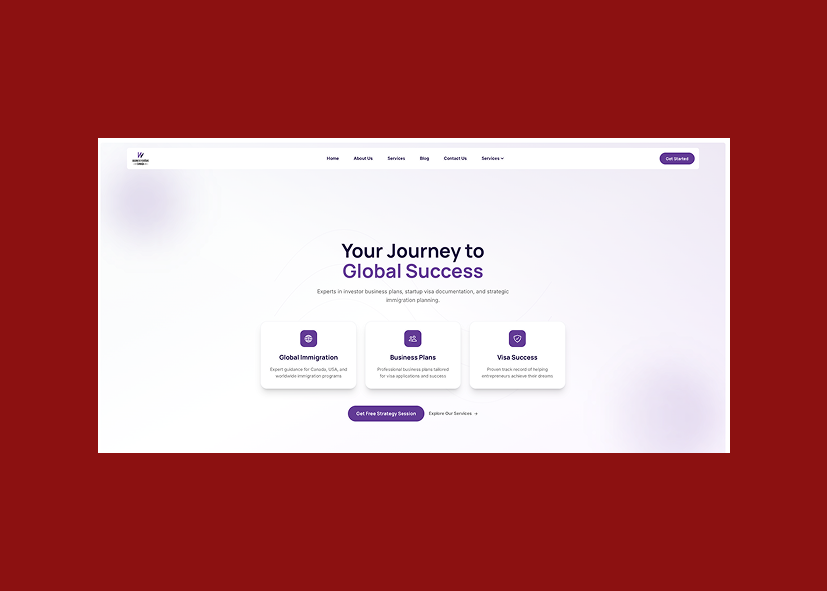 Home
About Us
Services
Blog
Contact Us
Services
Get Started
Your Journey to
Global Success
Experts in investor business plans, startup visa documentation, and strategic
immigration planning.
Global Immigration
Expert guidance for Canada, USA, and
worldwide immigration programs
Business Plans
Professional business plans tailored
for visa applications and success
Visa Success
Proven track record of helping
entrepreneurs achieve their dreams
Get Free Strategy Session
Explore Our Services →